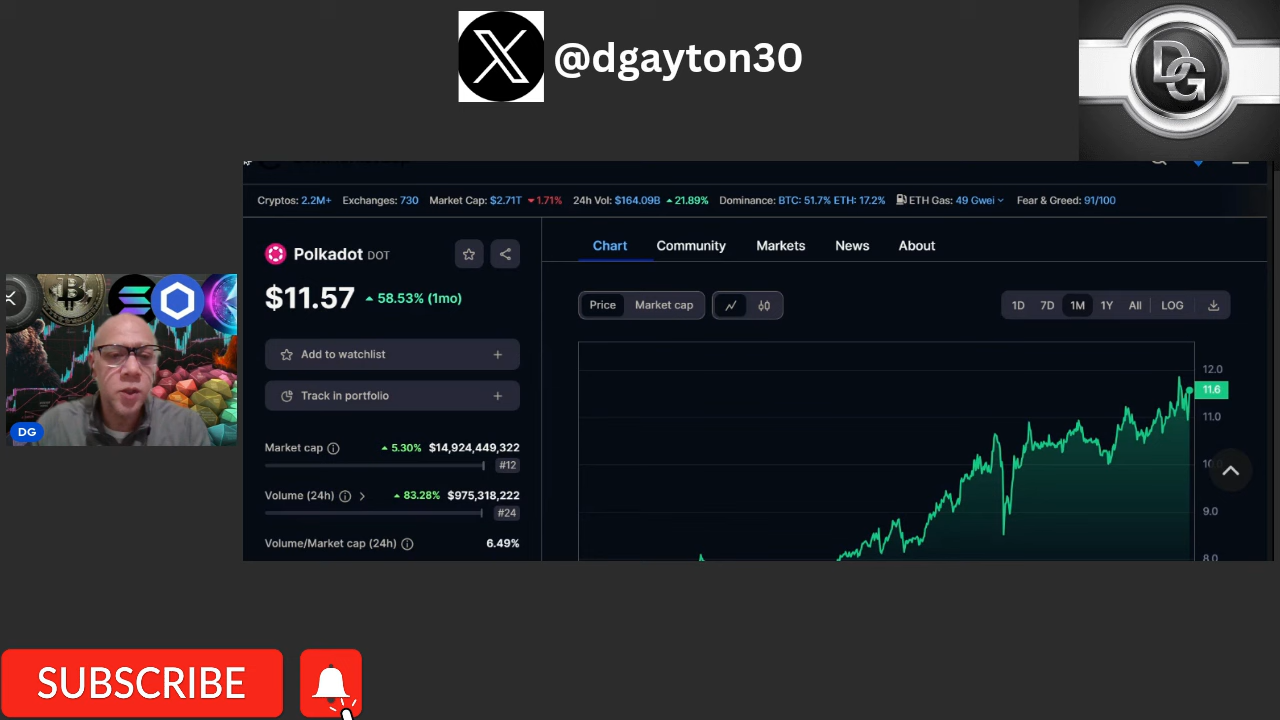 @dgayton30
DG
Cryptos: 2.2M+ Exchanges: 730 Market Cap: $2.71T 1.71% 24h Vol: $164.09B 21.89% Dominance: BTC: 51.7% ETH: 17.2% ETH Gas: 49 Gwei Fear & Greed: 91/100
Polkadot DOT
$11.57 58.53% (1mo)
Add to watchlist +
Track in portfolio +
Market cap 5.30% $14,924,449,322
#12
Volume (24h) 83.28% $975,318,222
#24
Volume/Market cap (24h) 6.49%
Chart Community Markets News About
Price Market cap
1D 7D 1M 1Y All LOG
12.0
11.6
11.0
9.0
8.0
DG
SUBSCRIBE